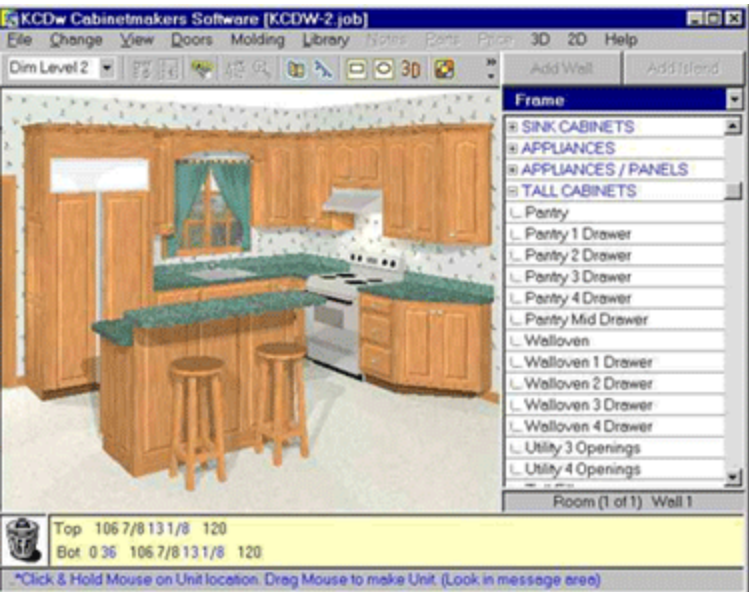 KCDw Cabinetmakers Software [KCDW-2.job]
File Change View Doors Molding Library Notes Parts Price 3D 2D Help
Dim Level 2 3D Add Wall Add Island
Frame
SINK CABINETS
APPLIANCES
APPLIANCES / PANELS
TALL CABINETS
Pantry
Pantry 1 Drawer
Pantry 2 Drawer
Pantry 3 Drawer
Pantry 4 Drawer
Pantry Mid Drawer
Walloven
Walloven 1 Drawer
Walloven 2 Drawer
Walloven 3 Drawer
Walloven 4 Drawer
Utility 3 Openings
Utility 4 Openings
Room (1 of 1) Wall 1
Top 106 7/8 13 1/8 120
Bot 0 36 106 7/8 13 1/8 120
.*Click & Hold Mouse on Unit location. Drag Mouse to make Unit. (Look in message area)